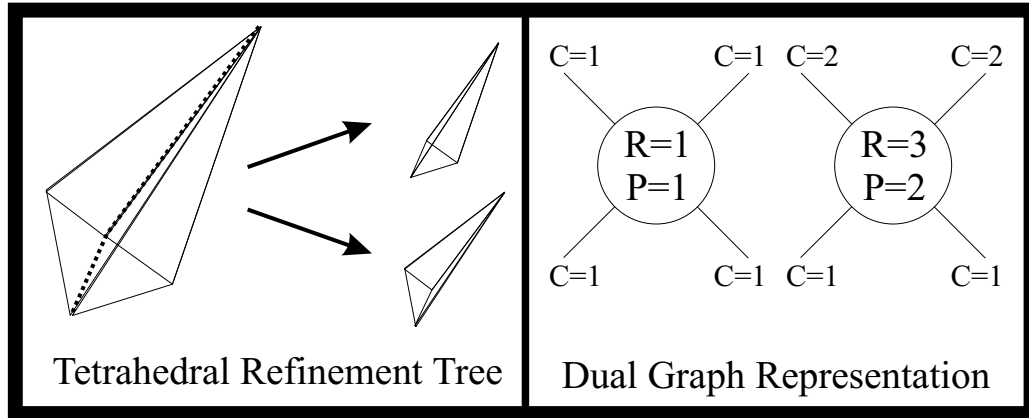 C=1 C=1 C=2 C=2
R=1 R=3
P=1 P=2
C=1 C=1 C=1 C=1
Tetrahedral Refinement Tree
Dual Graph Representation